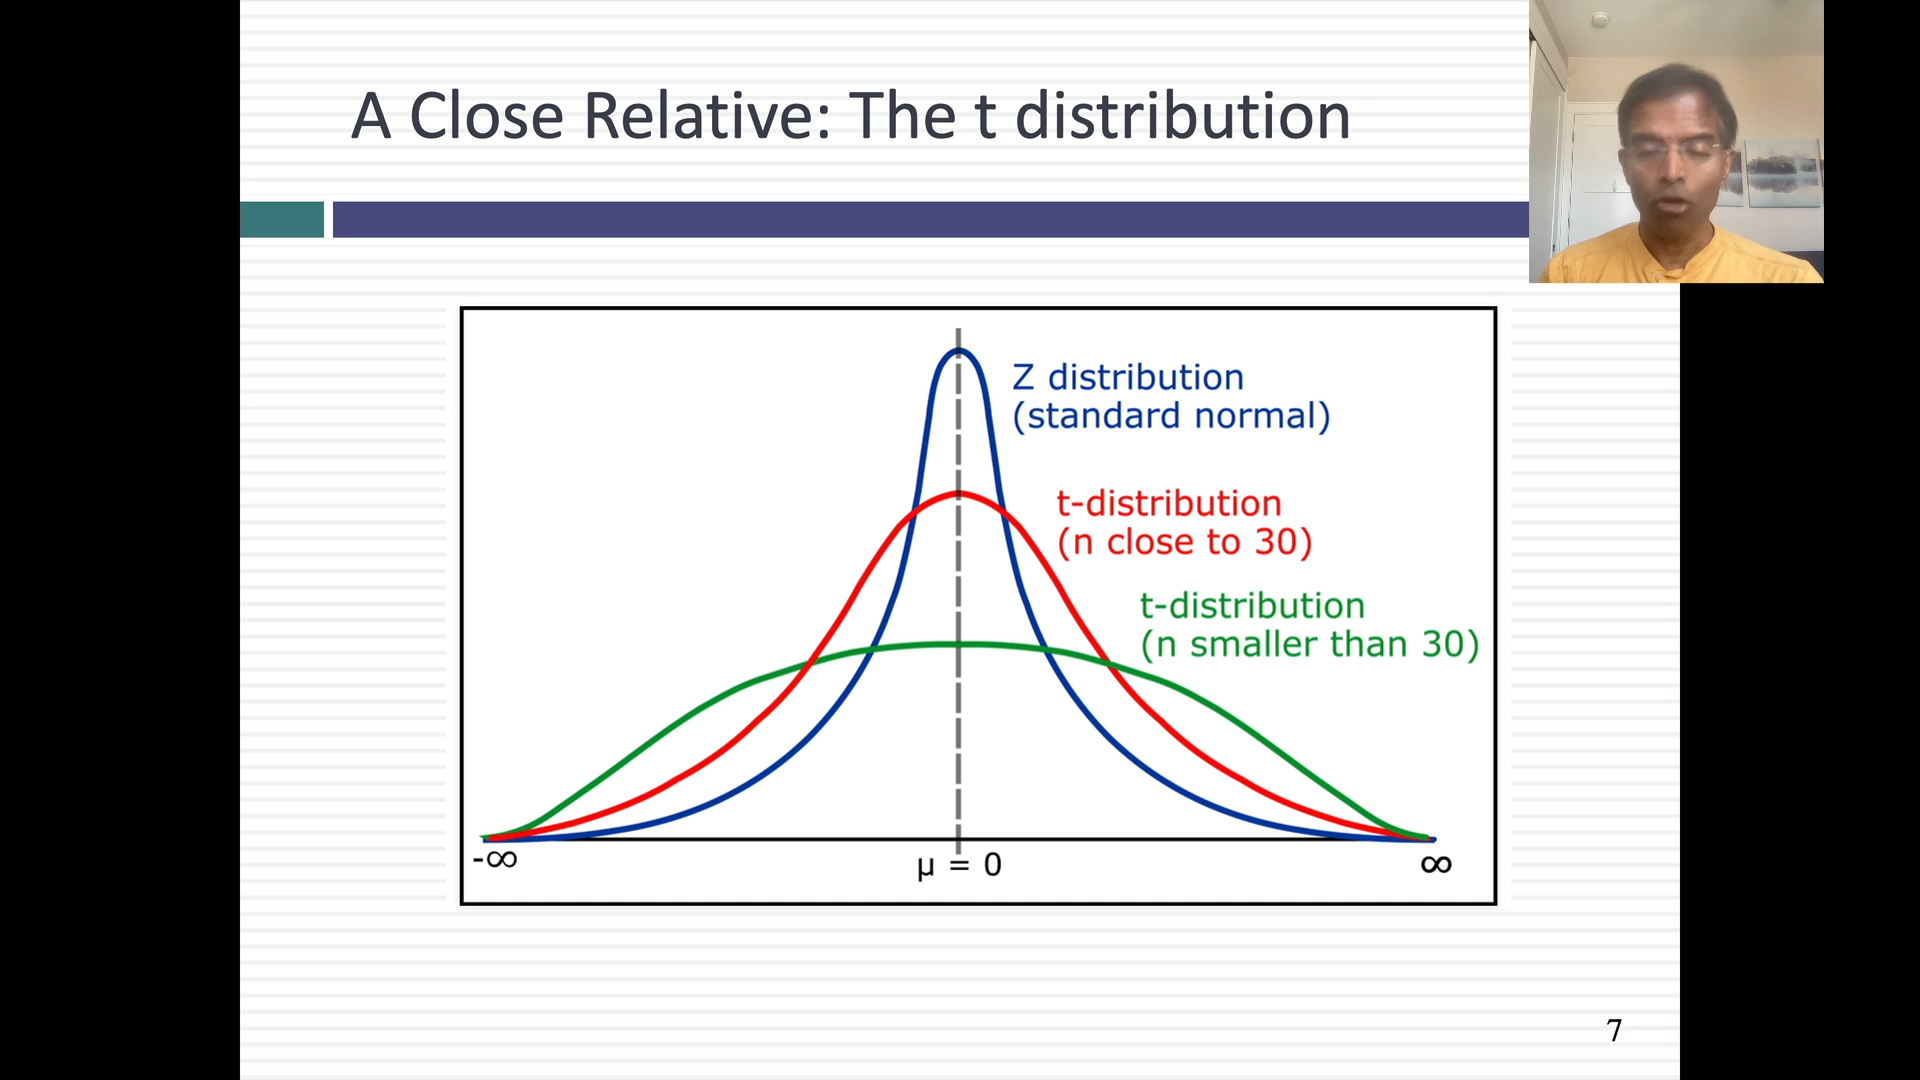 A Close Relative: The t distribution
Z distribution
(standard normal)
t-distribution
(n close to 30)
t-distribution
(n smaller than 30)
-∞
μ = 0
∞
7